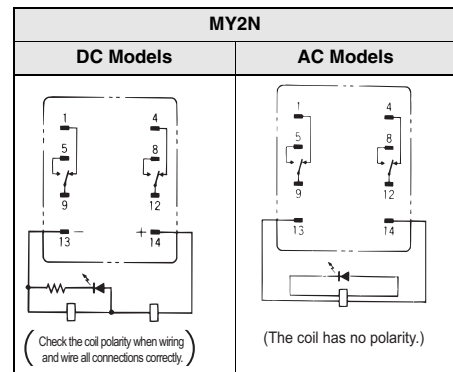 MY2N
DC Models
AC Models
1 4
5 8
9 12
13 − + 14
Check the coil polarity when wiring
and wire all connections correctly.
1 4
5 8
9 12
13 14
(The coil has no polarity.)